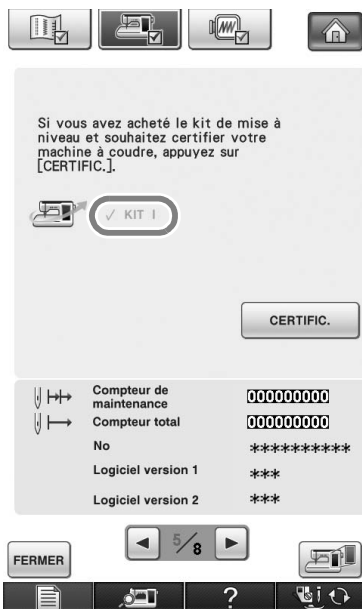 Si vous avez acheté le kit de mise à
niveau et souhaitez certifier votre
machine à coudre, appuyez sur
[CERTIFIC.].
✓ KIT I
CERTIFIC.
Compteur de
maintenance 000000000
Compteur total 000000000
No **********
Logiciel version 1 ***
Logiciel version 2 ***
FERMER
5/8
?